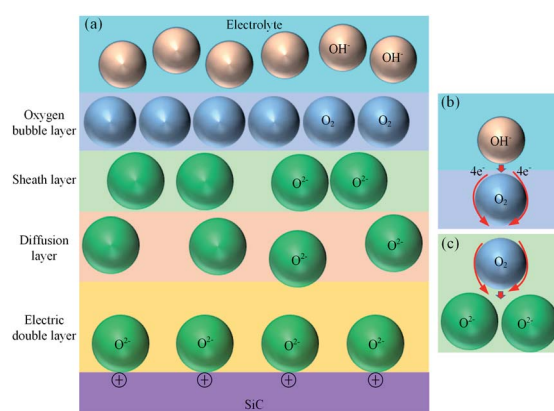 (a)
Electrolyte
OH⁻
OH⁻
Oxygen
bubble layer
O₂
O₂
Sheath layer
O²⁻
O²⁻
Diffusion
layer
O²⁻
O²⁻
Electric
double layer
O²⁻
O²⁻
O²⁻
O²⁻
+
+
+
+
SiC
(b)
OH⁻
4e⁻
4e⁻
O₂
(c)
O₂
O²⁻
O²⁻